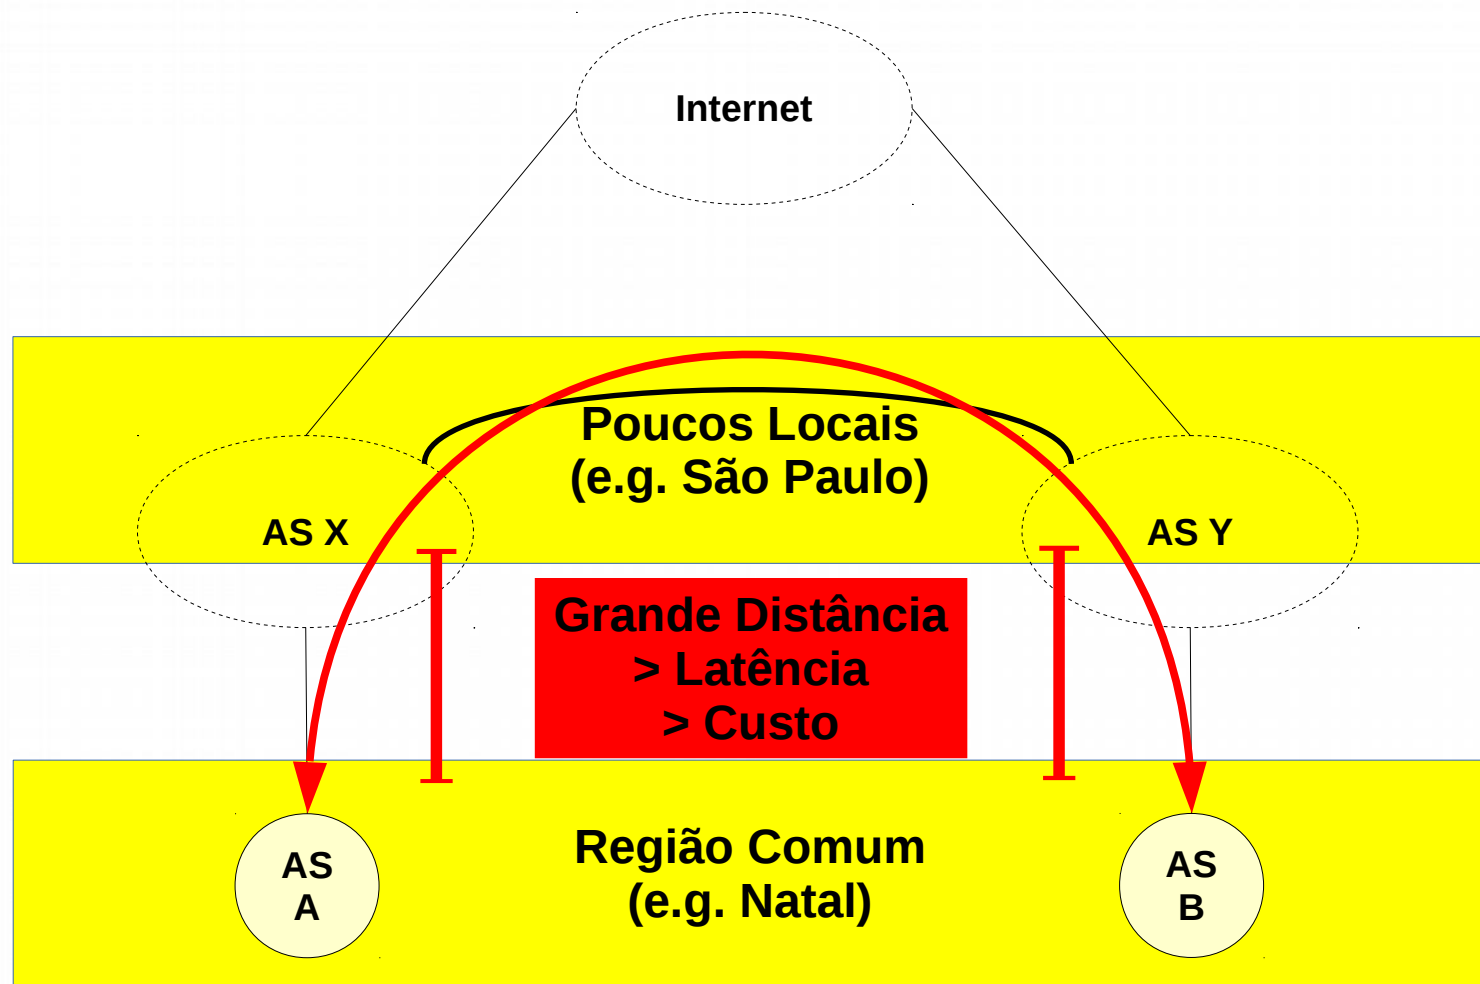 Internet
Poucos Locais
(e.g. São Paulo)
AS X
AS Y
Grande Distância
> Latência
> Custo
Região Comum
(e.g. Natal)
AS
A
AS
B